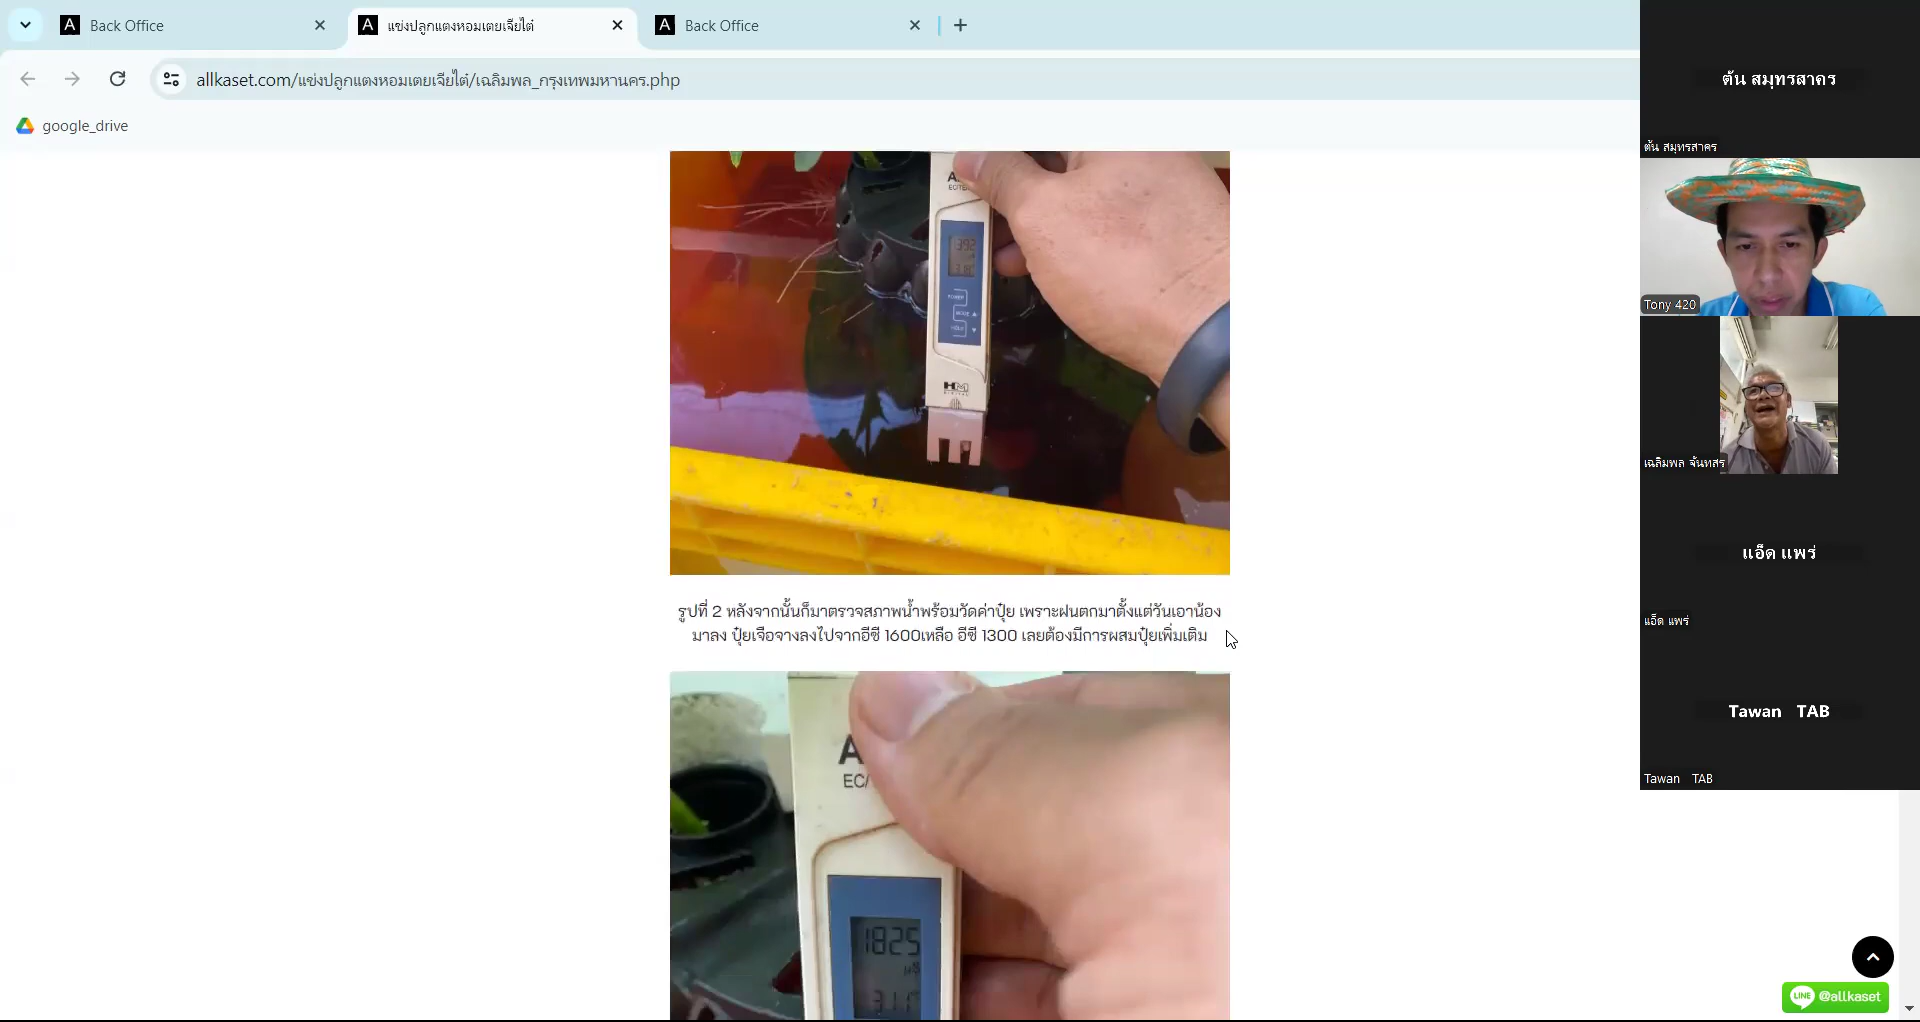 Back Office
แข่งปลูกแตงหอมเตยเจียไต๋
Back Office
allkaset.com/แข่งปลูกแตงหอมเตยเจียไต๋/เฉลิมพล_กรุงเทพมหานคร.php
google_drive
POWER
MODE
HOLD
HM
DIGITAL
รูปที่ 2 หลังจากนั้นก็มาตรวจสภาพน้ำพร้อมวัดค่าปุ๋ย เพราะฝนตกมาตั้งแต่วันเอาน้อง
มาลง ปุ๋ยเจือจางลงไปจากอีซี 1600เหลือ อีซี 1300 เลยต้องมีการผสมปุ๋ยเพิ่มเติม
EC/
1825
µS
ต้น สมุทรสาคร
ต้น สมุทรสาคร
Tony 420
เฉลิมพล จันทสร
แอ็ด แพร่
แอ็ด แพร่
Tawan TAB
Tawan TAB
LINE @allkaset